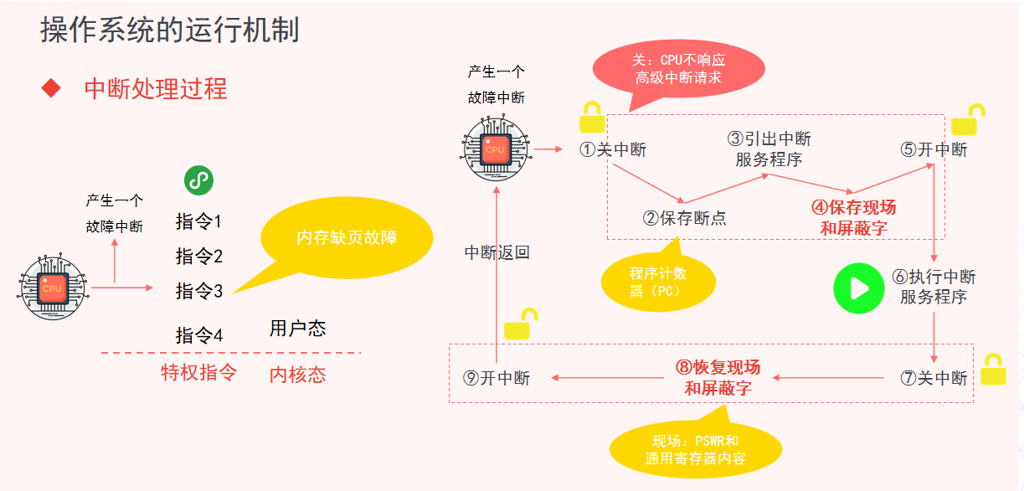 操作系统的运行机制
中断处理过程
产生一个
故障中断
CPU
指令1
指令2
指令3
指令4
内存缺页故障
用户态
特权指令
内核态
产生一个
故障中断
CPU
关：CPU不响应
高级中断请求
①关中断
②保存断点
程序计数
器（PC）
③引出中断
服务程序
④保存现场
和屏蔽字
⑤开中断
⑥执行中断
服务程序
⑦关中断
⑧恢复现场
和屏蔽字
现场：PSWR和
通用寄存器内容
⑨开中断
中断返回